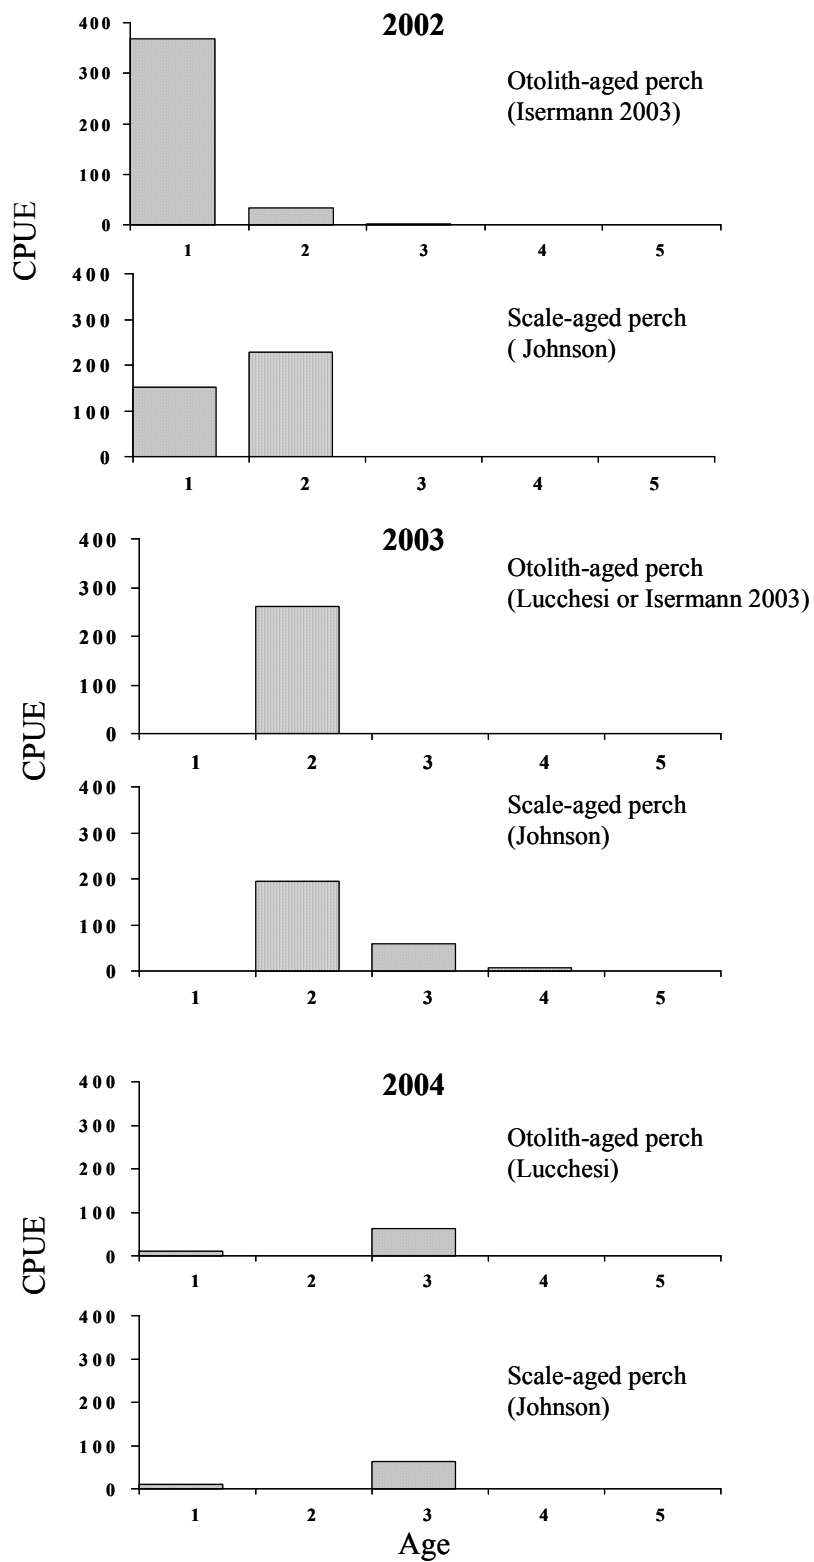 2002
Otolith-aged perch
(Isermann 2003)
CPUE
400
300
200
100
0
1 2 3 4 5
Scale-aged perch
( Johnson)
400
300
200
100
0
1 2 3 4 5
2003
Otolith-aged perch
(Lucchesi or Isermann 2003)
CPUE
400
300
200
100
0
1 2 3 4 5
Scale-aged perch
(Johnson)
400
300
200
100
0
1 2 3 4 5
2004
Otolith-aged perch
(Lucchesi)
CPUE
400
300
200
100
0
1 2 3 4 5
Scale-aged perch
(Johnson)
400
300
200
100
0
1 2 3 4 5
Age